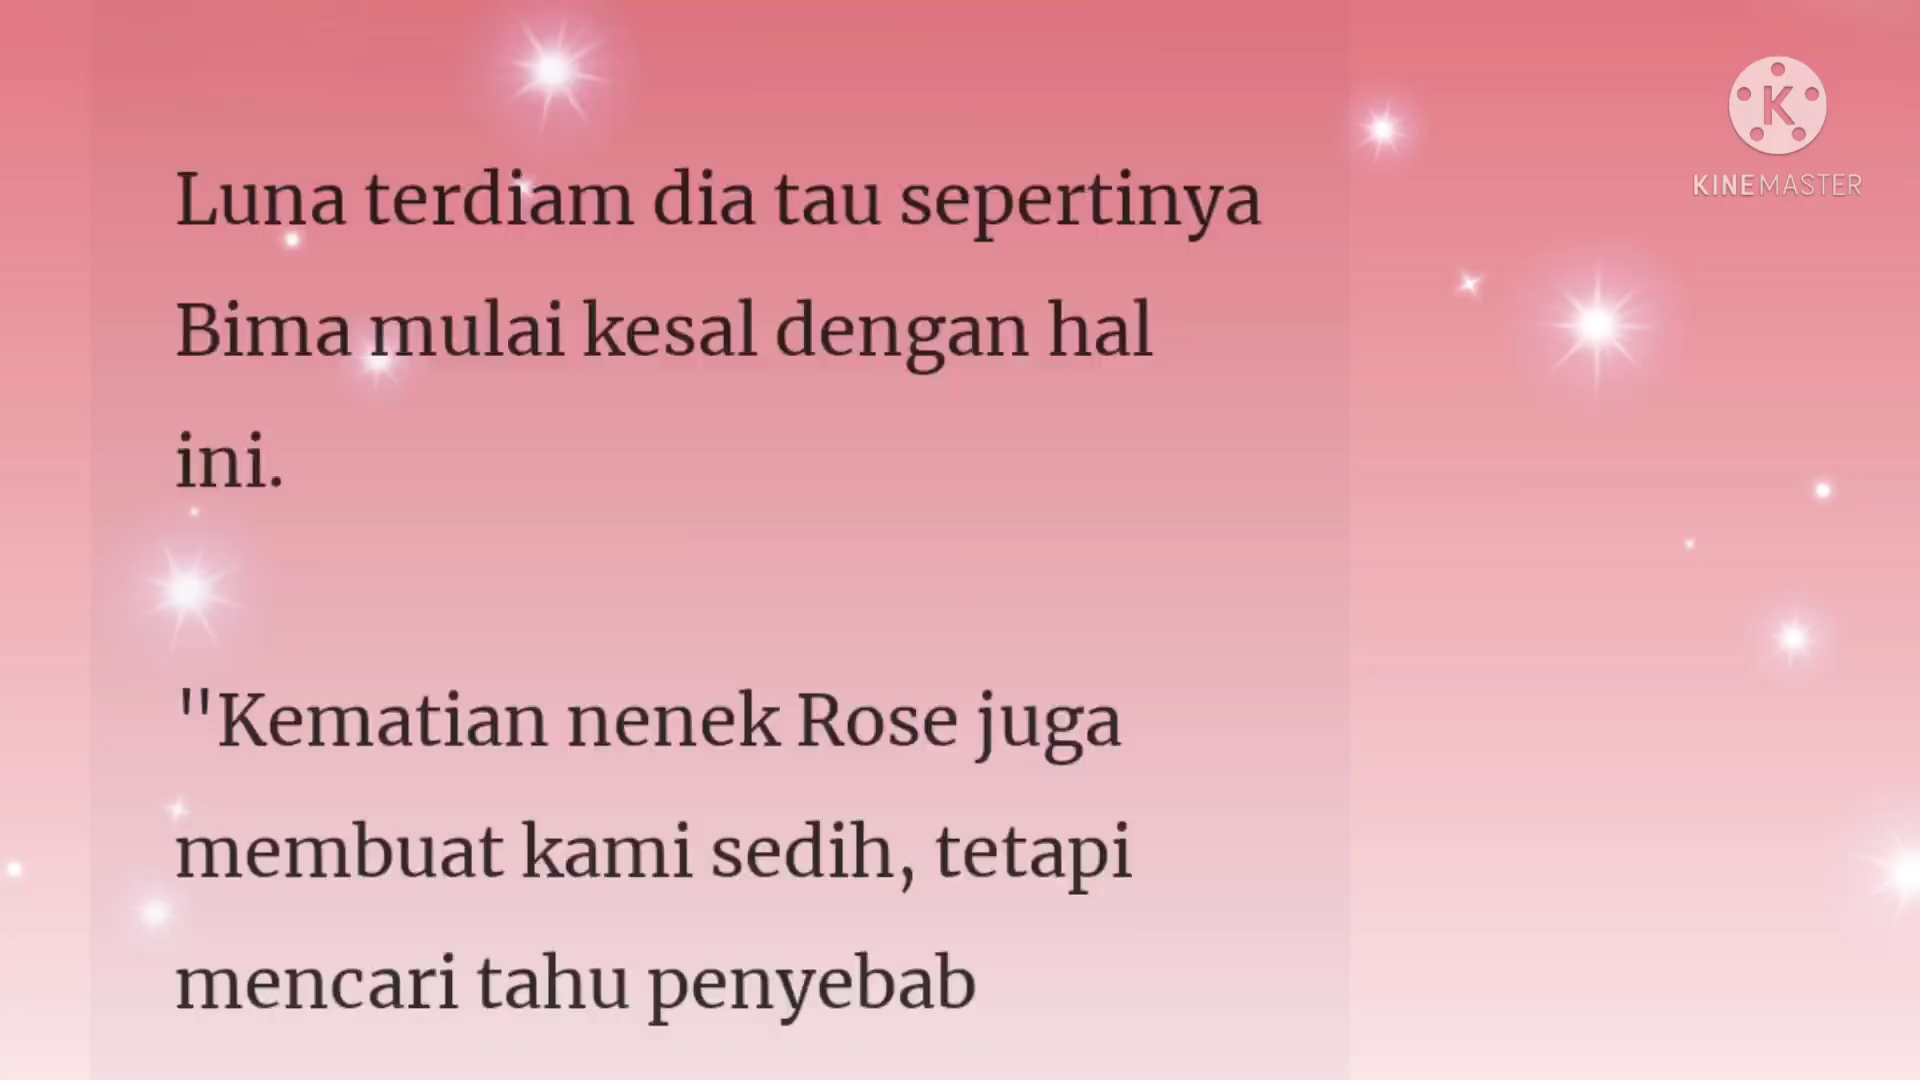 Luna terdiam dia tau sepertinya
Bima mulai kesal dengan hal
ini.
"Kematian nenek Rose juga
membuat kami sedih, tetapi
mencari tahu penyebab
K
KINEMASTER